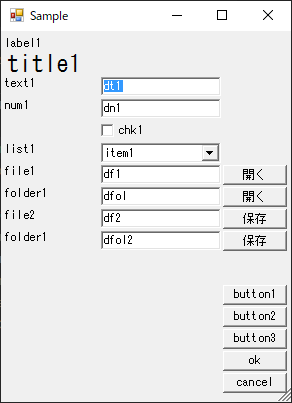 Sample
label1
title1
text1 dt1
num1 dn1
chk1
list1 item1
file1 df1 開く
folder1 dfol 開く
file2 df2 保存
folder1 dfol2 保存
button1
button2
button3
ok
cancel